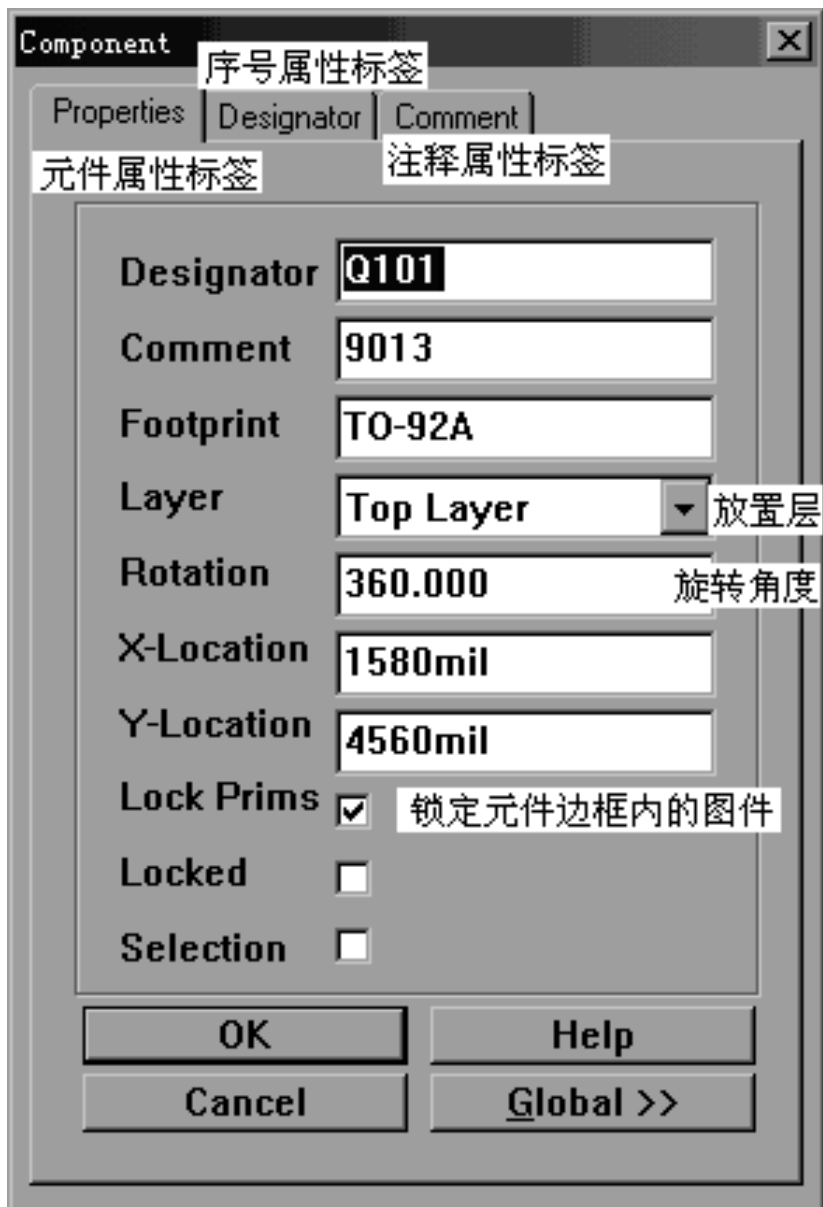 Component
序号属性标签
Properties Designator Comment
元件属性标签 注释属性标签
Designator Q101
Comment 9013
Footprint TO-92A
Layer Top Layer 放置层
Rotation 360.000 旋转角度
X-Location 1580mil
Y-Location 4560mil
Lock Prims 锁定元件边框内的图件
Locked
Selection
OK Help
Cancel Global >>